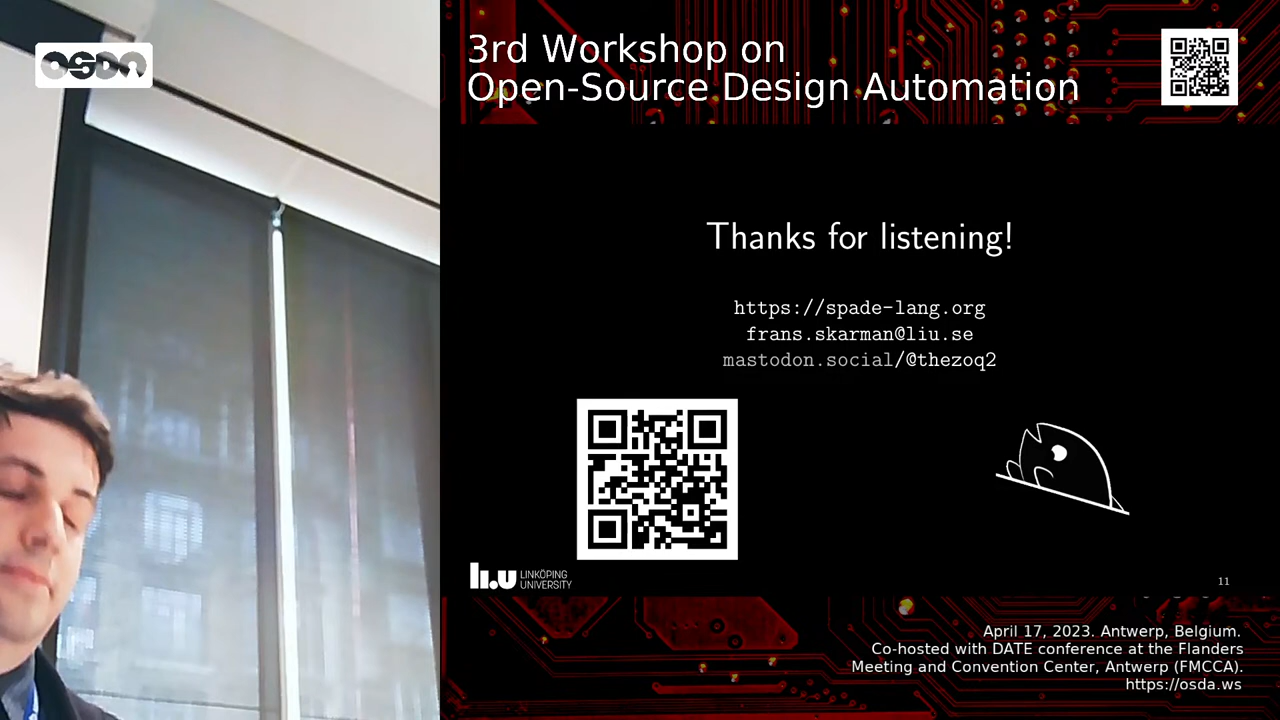 OSDA
3rd Workshop on
Open-Source Design Automation
Thanks for listening!
https://spade-lang.org
frans.skarman@liu.se
mastodon.social/@thezoq2
li.u LINKÖPING
UNIVERSITY
11
April 17, 2023. Antwerp, Belgium.
Co-hosted with DATE conference at the Flanders
Meeting and Convention Center, Antwerp (FMCCA).
https://osda.ws